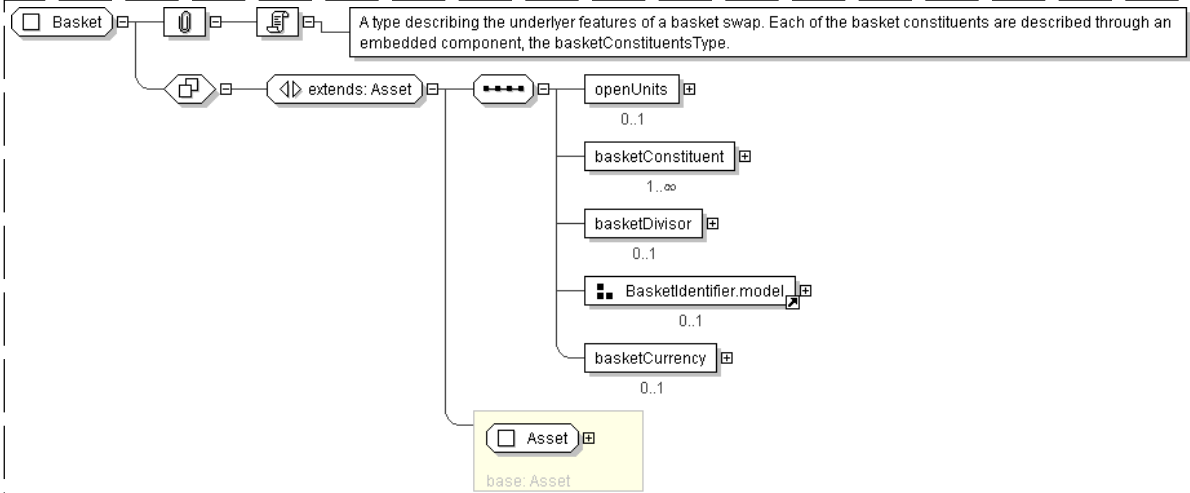 Basket
A type describing the underlyer features of a basket swap. Each of the basket constituents are described through an
embedded component, the basketConstituentsType.
extends: Asset
openUnits
0..1
basketConstituent
1..∞
basketDivisor
0..1
BasketIdentifier.model
0..1
basketCurrency
0..1
Asset
base: Asset